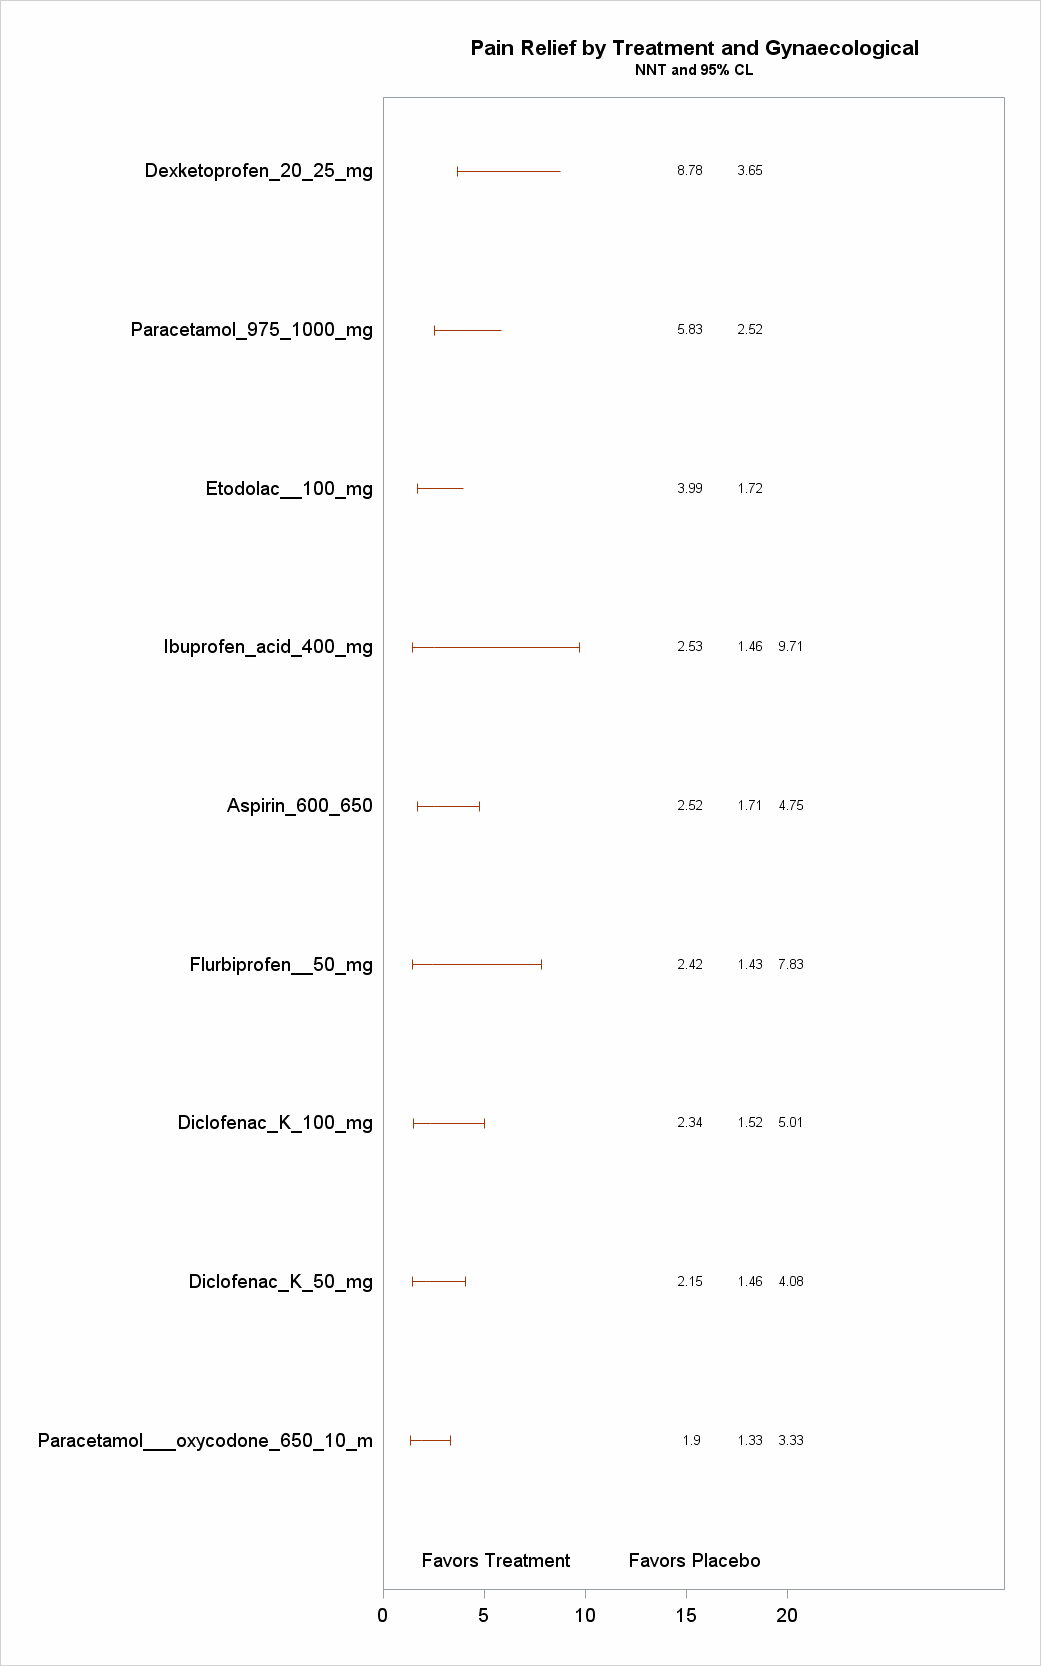 Pain Relief by Treatment and Gynaecological
NNT and 95% CL
Dexketoprofen_20_25_mg 8.78 3.65
Paracetamol_975_1000_mg 5.83 2.52
Etodolac__100_mg 3.99 1.72
Ibuprofen_acid_400_mg 2.53 1.46 9.71
Aspirin_600_650 2.52 1.71 4.75
Flurbiprofen__50_mg 2.42 1.43 7.83
Diclofenac_K_100_mg 2.34 1.52 5.01
Diclofenac_K_50_mg 2.15 1.46 4.08
Paracetamol___oxycodone_650_10_m 1.9 1.33 3.33
Favors Treatment Favors Placebo
0 5 10 15 20